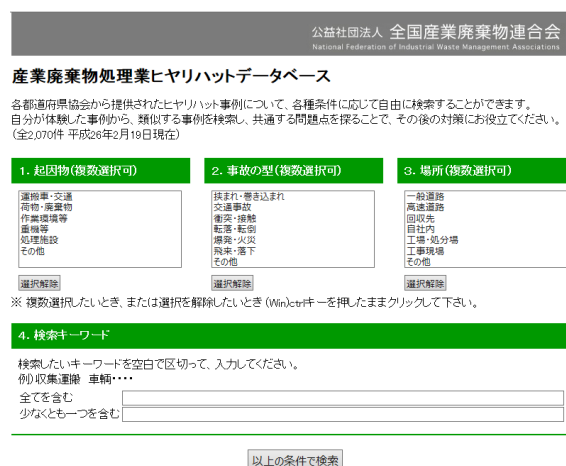 公益社団法人 全国産業廃棄物連合会
National Federation of Industrial Waste Management Associations
産業廃棄物処理業ヒヤリハットデータベース
各都道府県協会から提供されたヒヤリハット事例について、各種条件に応じて自由に検索することができます。
自分が体験した事例から、類似する事例を検索し、共通する問題点を探ることで、その後の対策にお役立てください。
(全2,070件 平成26年2月19日現在)
1. 起因物(複数選択可)
運搬車・交通
荷物・廃棄物
作業環境等
重機等
処理施設
その他
選択解除
2. 事故の型(複数選択可)
挟まれ・巻き込まれ
交通事故
衝突・接触
転落・転倒
爆発・火災
飛来・落下
その他
3. 場所(複数選択可)
一般道路
高速道路
回収先
自社内
工場・処分場
工事現場
その他
選択解除
選択解除
※ 複数選択したいとき、または選択を解除したいとき (Win)ctrlキーを押したままクリックして下さい。
4. 検索キーワード
検索したいキーワードを空白で区切って、入力してください。
例) 収集運搬 車輌・・・・
全てを含む
少なくとも一つを含む
以上の条件で検索